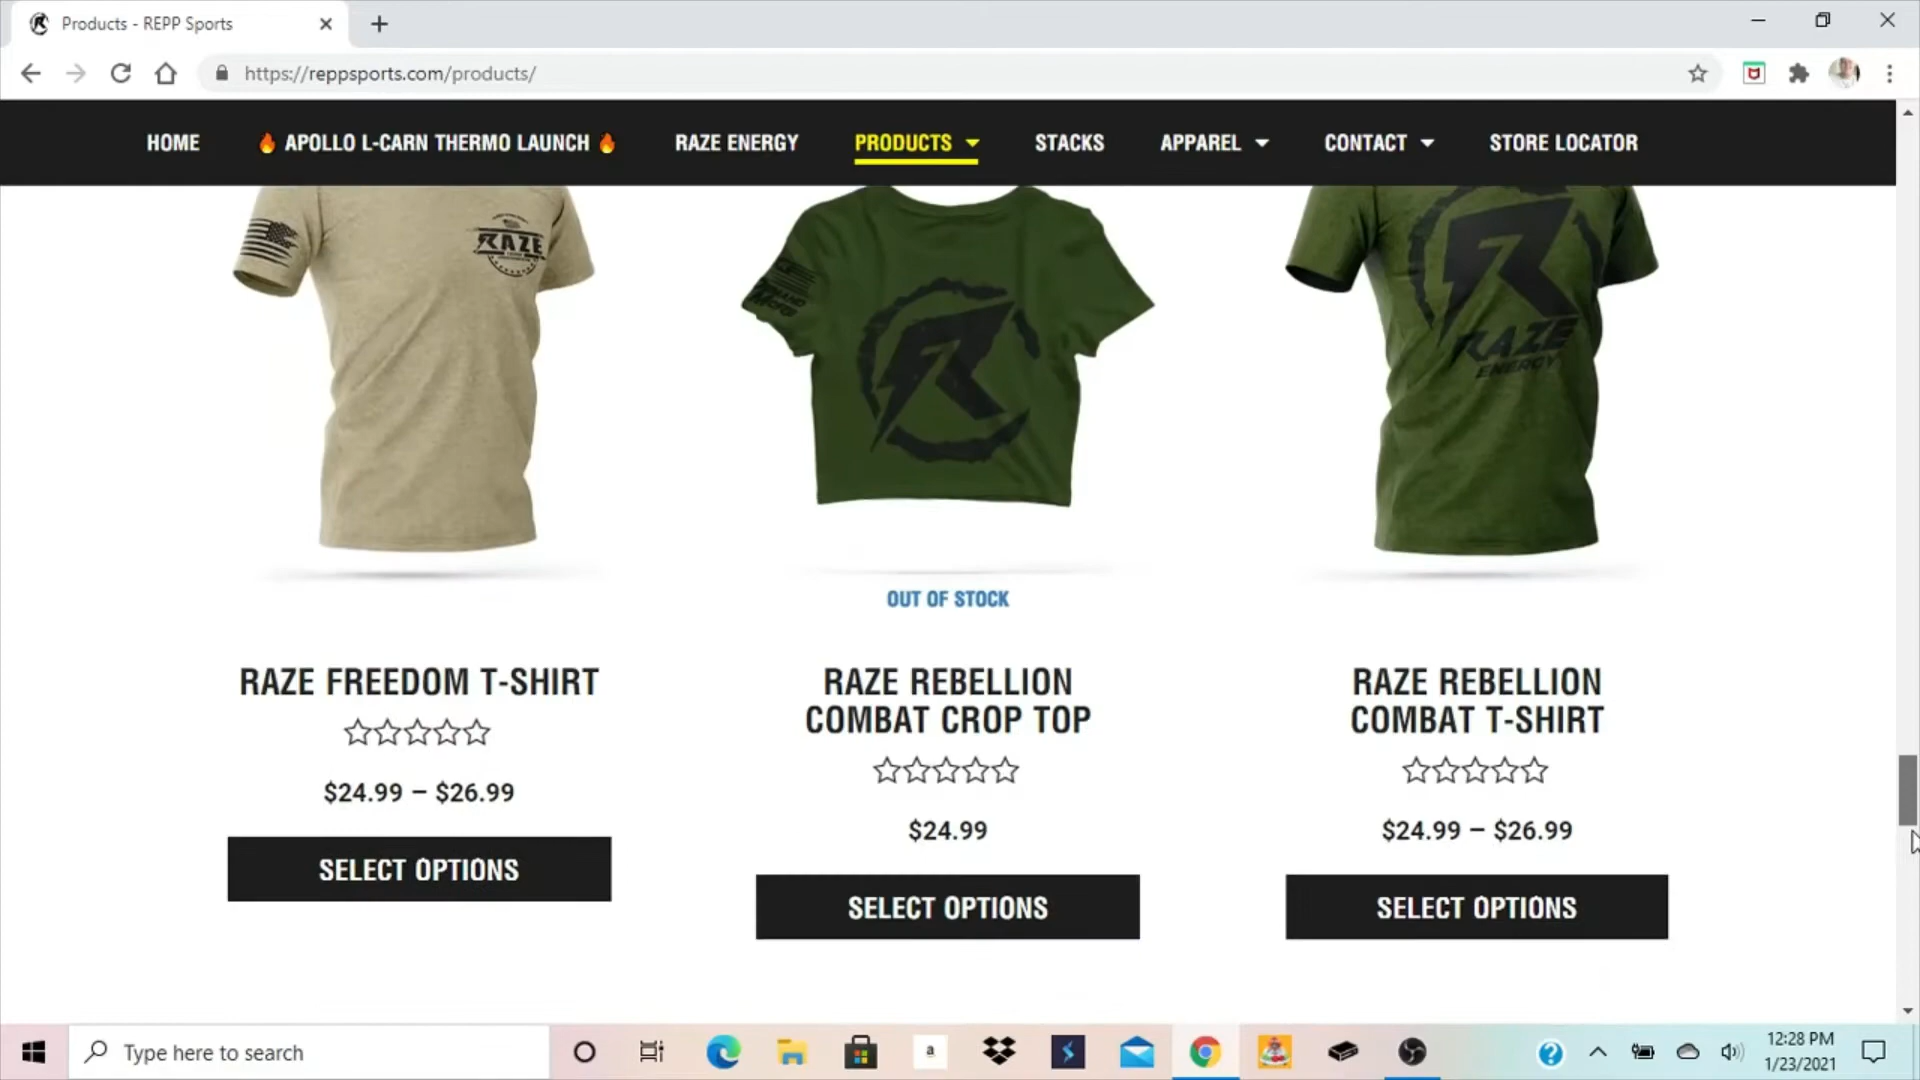 Products - REPP Sports
https://reppsports.com/products/
HOME
APOLLO L-CARN THERMO LAUNCH
RAZE ENERGY
PRODUCTS
STACKS
APPAREL
CONTACT
STORE LOCATOR
RAZE
RAZE
ENERGY
OUT OF STOCK
RAZE FREEDOM T-SHIRT
$24.99 – $26.99
SELECT OPTIONS
RAZE REBELLION
COMBAT CROP TOP
$24.99
SELECT OPTIONS
RAZE REBELLION
COMBAT T-SHIRT
$24.99 – $26.99
SELECT OPTIONS
Type here to search
a
12:28 PM
1/23/2021